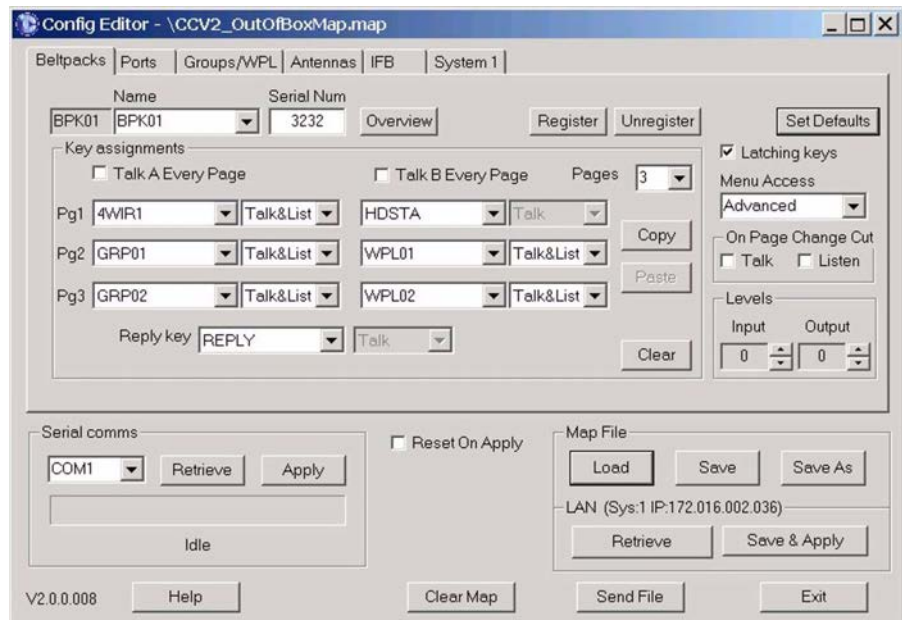 Config Editor - \CCV2_OutOfBoxMap.map
Beltpacks Ports Groups/WPL Antennas IFB System 1
Name Serial Num
BPK01 BPK01 3232 Overview Register Unregister Set Defaults
Key assignments
Talk A Every Page Talk B Every Page Pages 3
Latching keys
Menu Access
Advanced
Pg1 4WIR1 Talk&List HDSTA Talk
Copy
On Page Change Cut
Talk Listen
Pg2 GRP01 Talk&List WPL01 Talk&List
Paste
Pg3 GRP02 Talk&List WPL02 Talk&List
Levels
Input Output
0 0
Reply key REPLY Talk
Clear
Serial comms
COM1 Retrieve Apply
Idle
Reset On Apply
Map File
Load Save Save As
LAN (Sys:1 IP:172.016.002.036)
Retrieve Save & Apply
V2.0.0.008 Help Clear Map Send File Exit